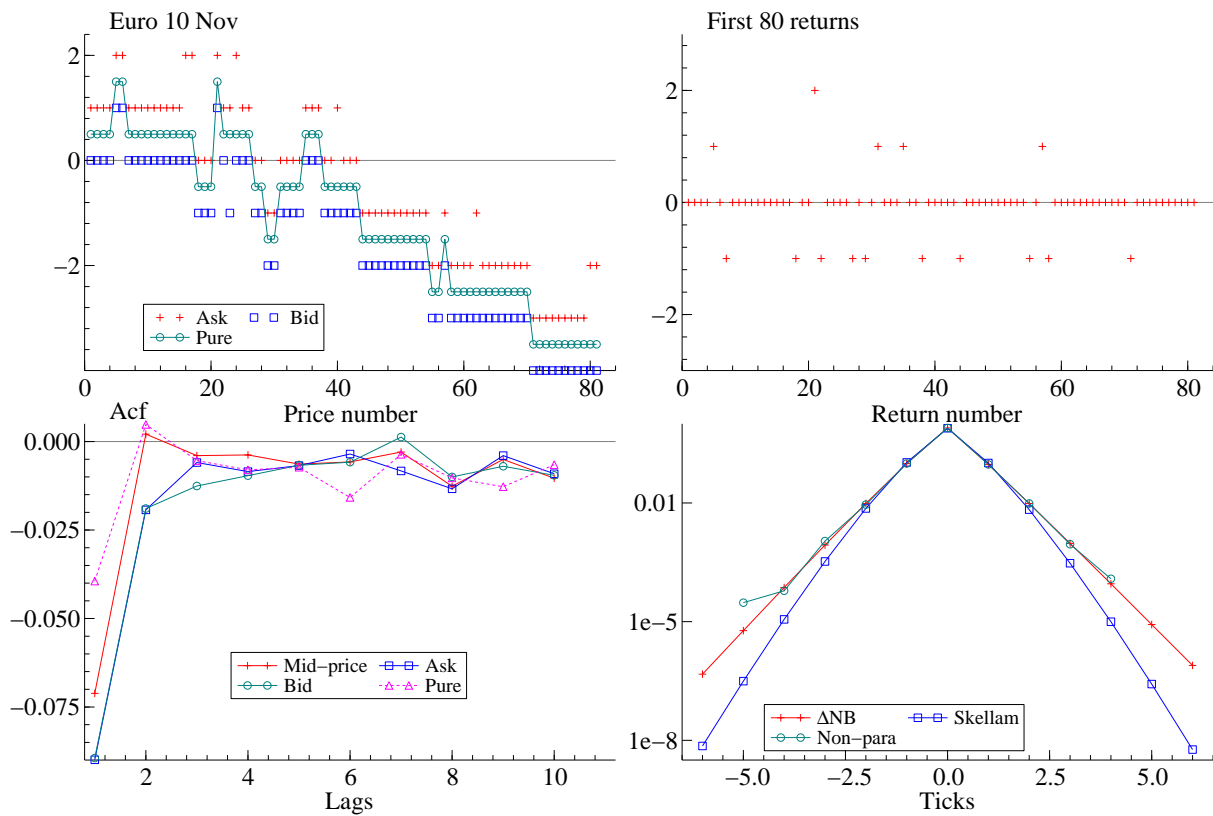 Euro 10 Nov
2
0
−2
Ask Bid
Pure
0 20 40 60 80
Price number
First 80 returns
2
0
−2
0 20 40 60 80
Return number
Acf
0.000
−0.025
−0.050
−0.075
Mid−price Ask
Bid Pure
2 4 6 8 10
Lags
0.01
1e−5
1e−8
ΔNB Skellam
Non−para
−5.0 −2.5 0.0 2.5 5.0
Ticks